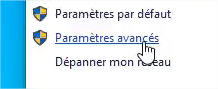 Paramètres par défaut
Paramètres avancés
Dépanner mon réseau